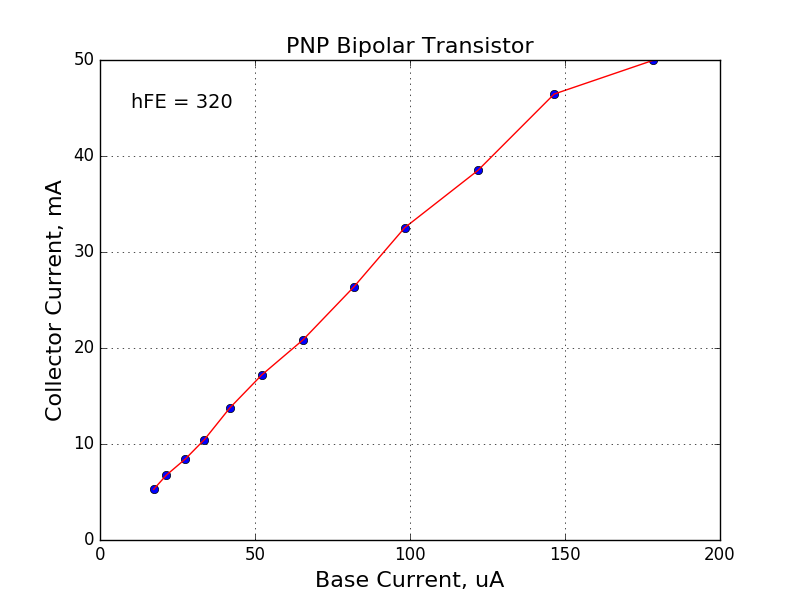 PNP Bipolar Transistor
hFE = 320
50
40
30
20
10
0
Collector Current, mA
0 50 100 150 200
Base Current, uA